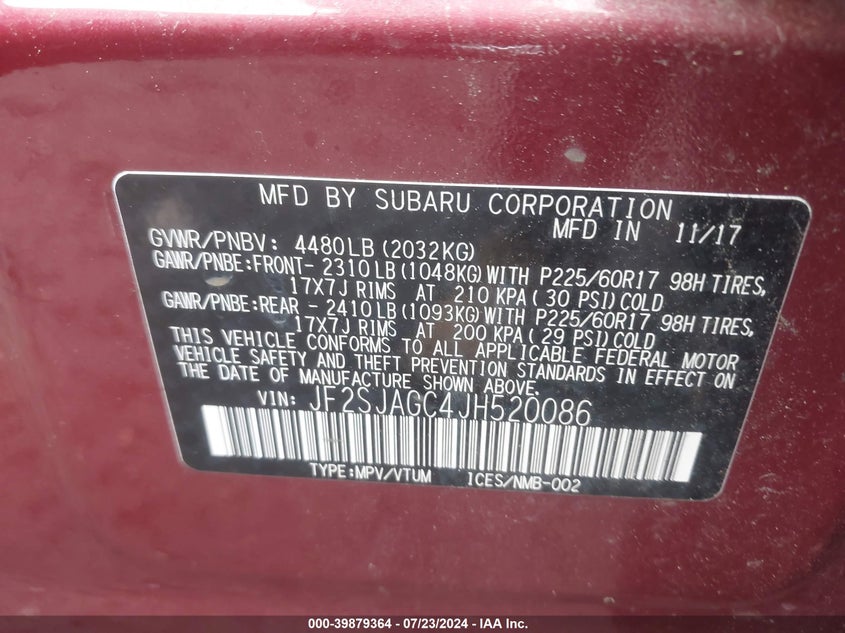 MFD BY SUBARU CORPORATION
MFD IN 11/17
GVWR/PNBV: 4480LB(2032KG)
GAWR/PNBE:FRONT- 2310LB(1048KG)WITH P225/60R17 98H TIRES,
17X7J RIMS AT 210 KPA( 30 PSI)COLD
GAWR/PNBE:REAR - 2410LB(1093KG)WITH P225/60R17 98H TIRES,
17X7J RIMS AT 200 KPA( 29 PSI)COLD
THIS VEHICLE CONFORMS TO ALL APPLICABLE FEDERAL MOTOR
VEHICLE SAFETY AND THEFT PREVENTION STANDARDS IN EFFECT ON
THE DATE OF MANUFACTURE SHOWN ABOVE.
VIN: JF2SJAGC4JH520086
TYPE:MPV/VTUM ICES/NMB-002
000-39879364 - 07/23/2024 - IAA Inc.